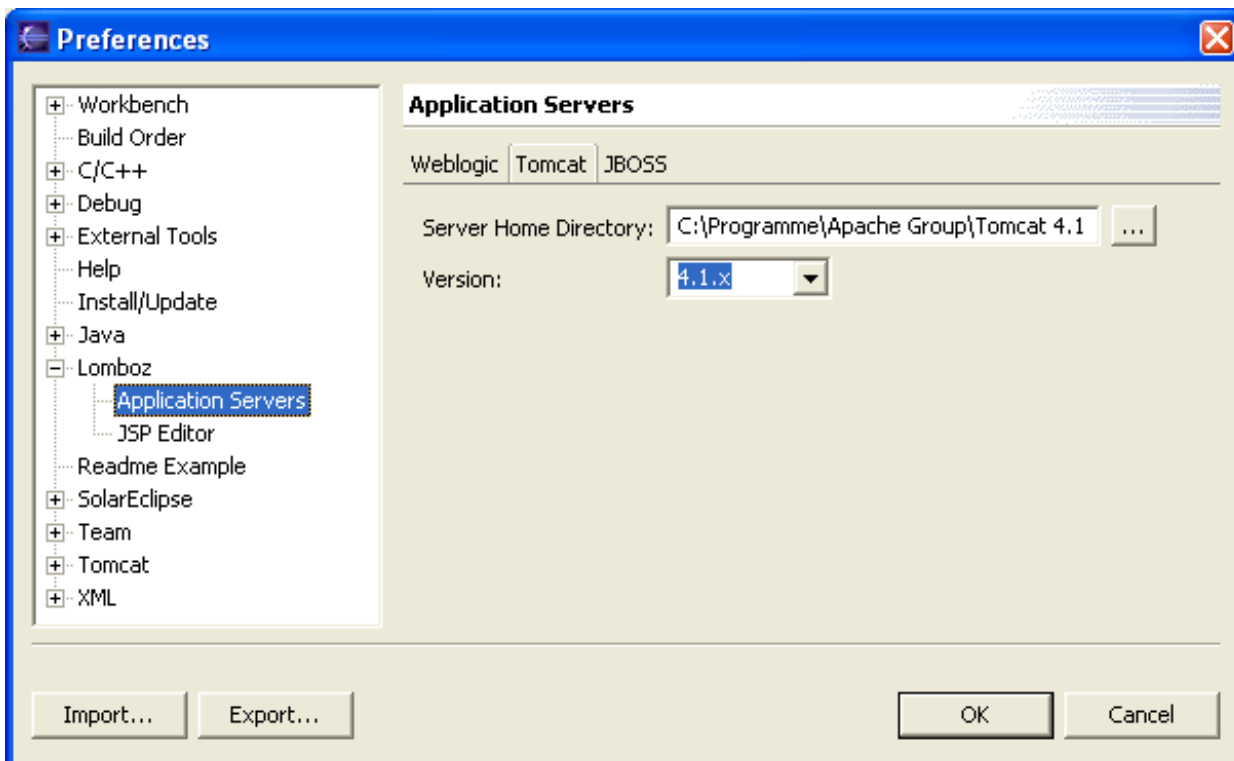 Preferences
Workbench
Build Order
C/C++
Debug
External Tools
Help
Install/Update
Java
Lomboz
Application Servers
JSP Editor
Readme Example
SolarEclipse
Team
Tomcat
XML
Application Servers
Weblogic Tomcat JBOSS
Server Home Directory: C:\Programme\Apache Group\Tomcat 4.1 ...
Version: 4.1.x
Import... Export... OK Cancel